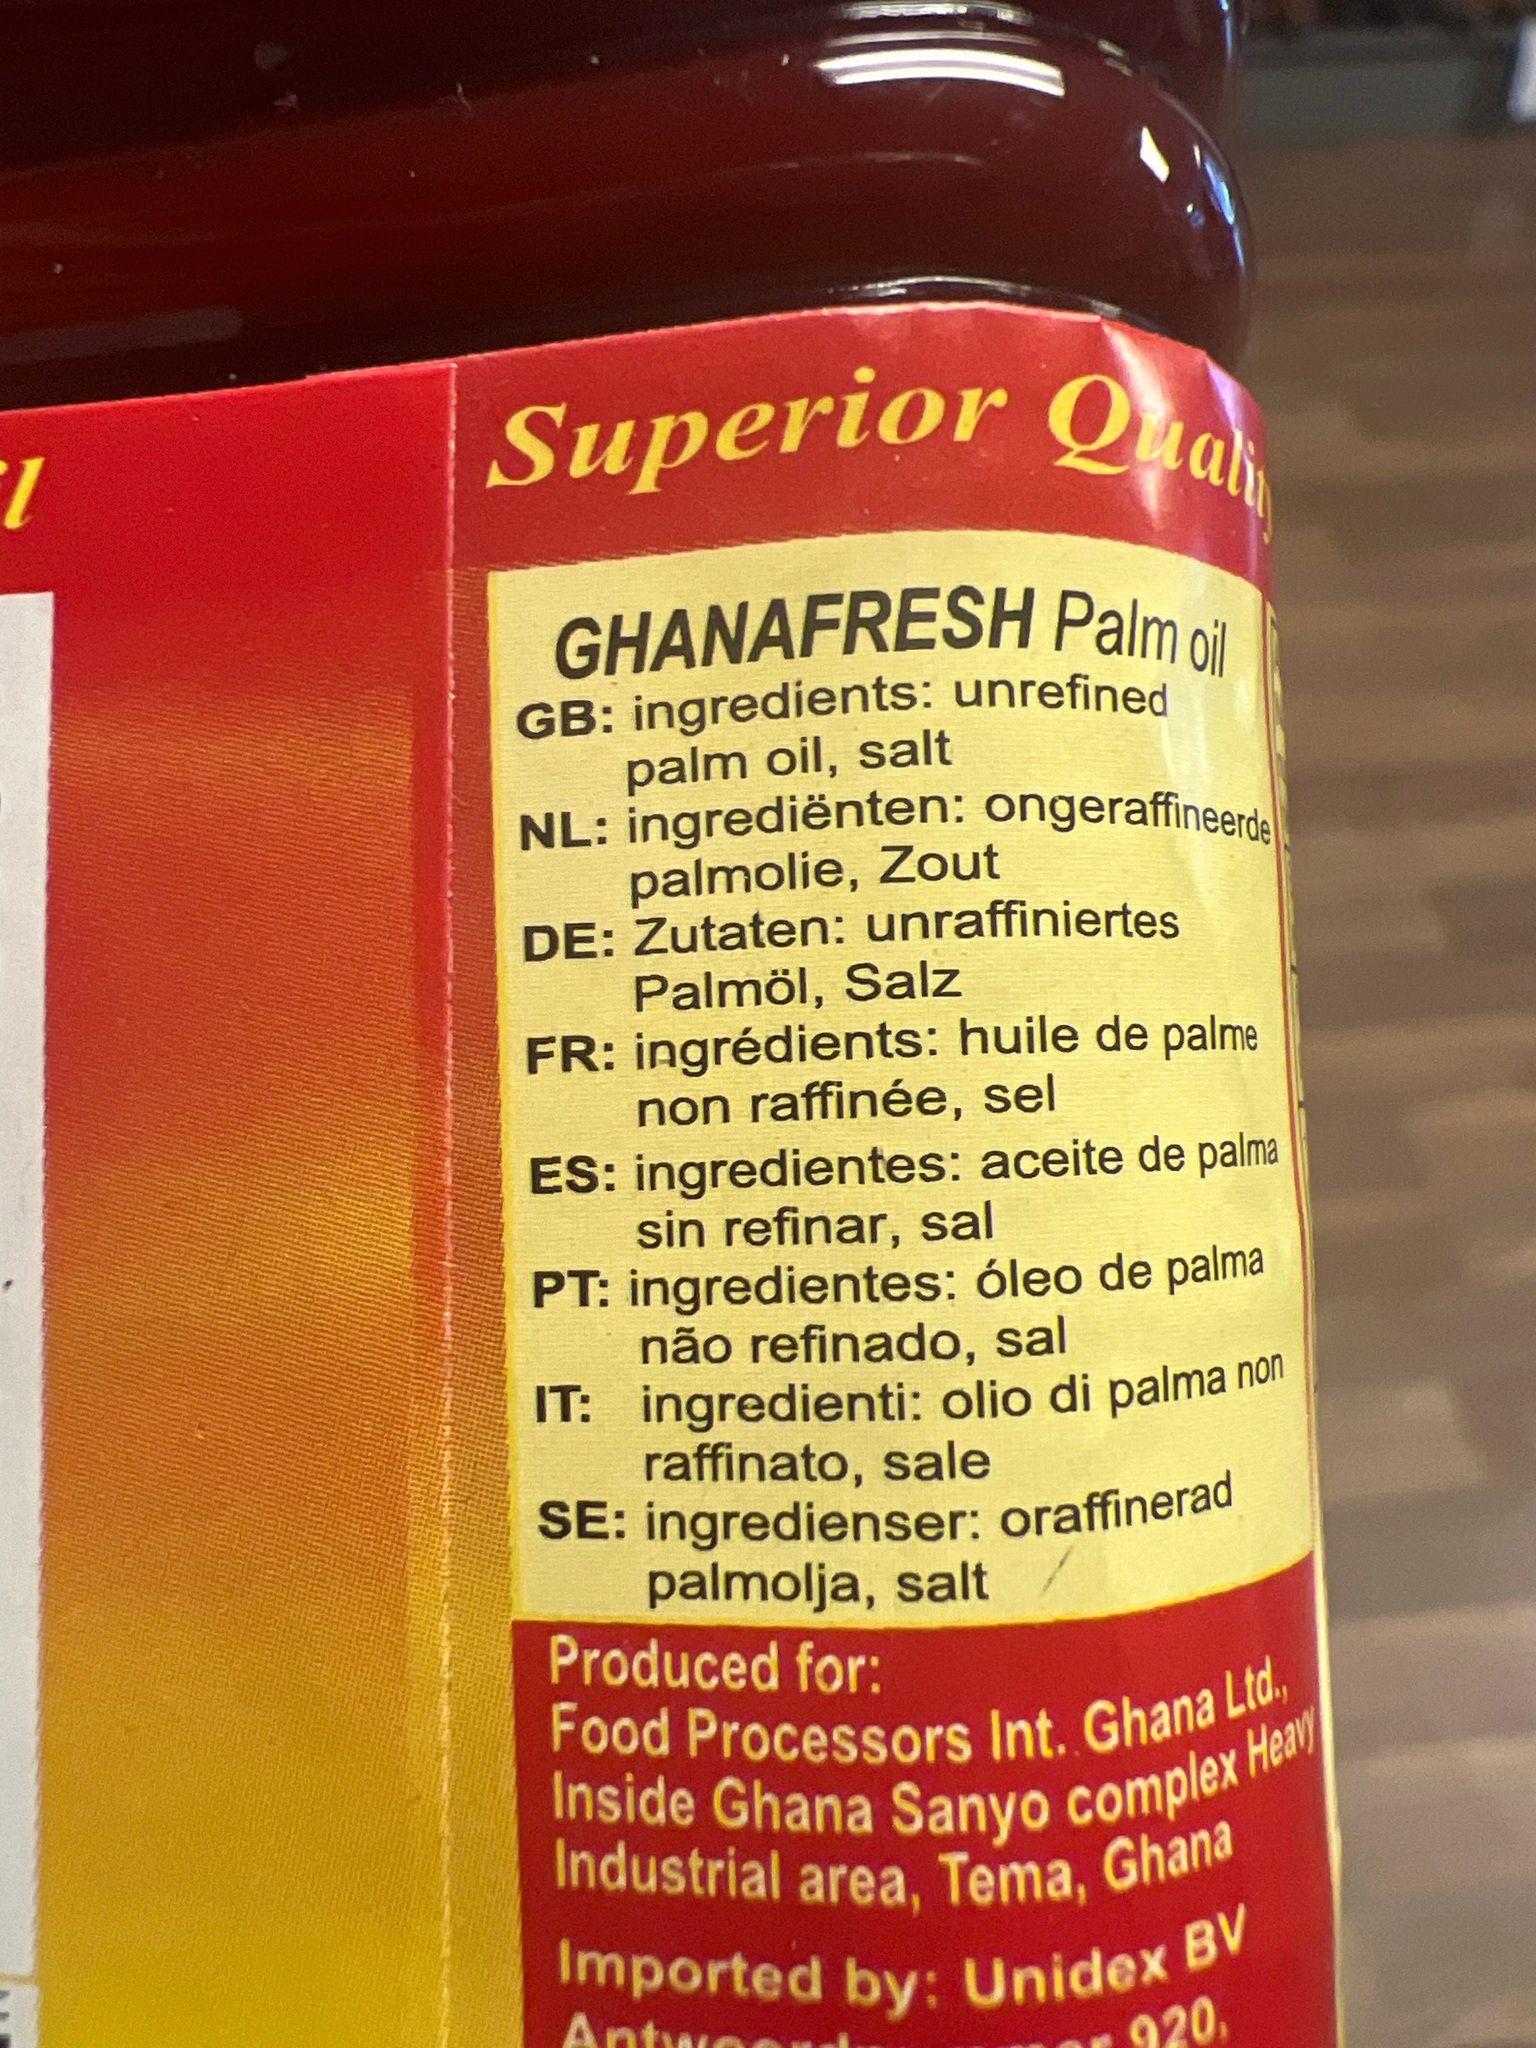 Superior Quality
GHANAFRESH Palm oil
GB: ingredients: unrefined
palm oil, salt
NL: ingrediënten: ongeraffineerde
palmolie, Zout
DE: Zutaten: unraffiniertes
Palmöl, Salz
FR: ingrédients: huile de palme
non raffinée, sel
ES: ingredientes: aceite de palma
sin refinar, sal
PT: ingredientes: óleo de palma
não refinado, sal
IT: ingredienti: olio di palma non
raffinato, sale
SE: ingredienser: oraffinerad
palmolja, salt
Produced for:
Food Processors Int. Ghana Ltd.,
Inside Ghana Sanyo complex Heavy
Industrial area, Tema, Ghana
Imported by: Unidex BV
920,